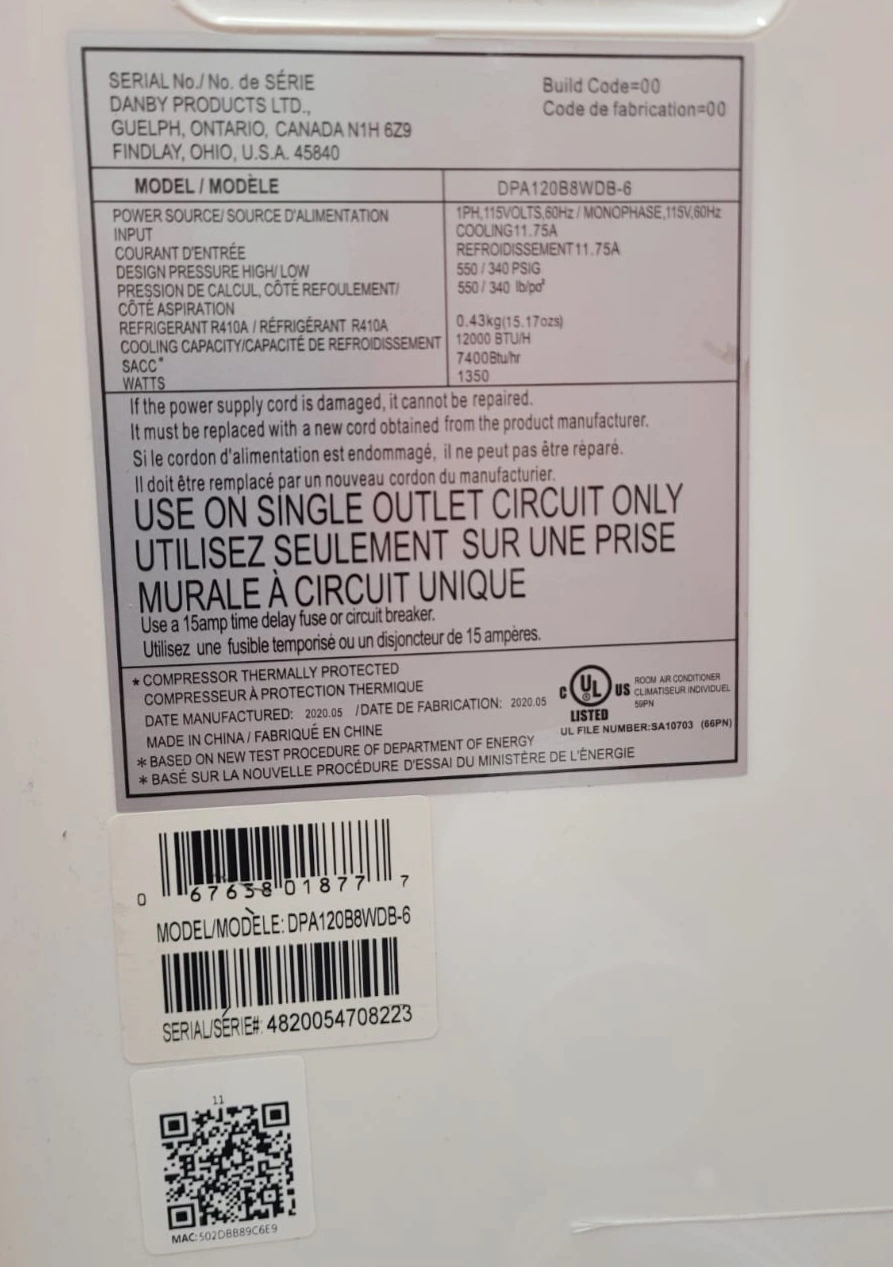 SERIAL No./ No. de SÉRIE
DANBY PRODUCTS LTD.,
GUELPH, ONTARIO, CANADA N1H 6Z9
FINDLAY, OHIO, U.S.A. 45840
Build Code=00
Code de fabrication=00
MODEL / MODÈLE DPA120B8WDB-6
POWER SOURCE/ SOURCE D'ALIMENTATION 1PH,115VOLTS,60Hz / MONOPHASE,115V,60Hz
INPUT COOLING11.75A
COURANT D'ENTRÉE REFROIDISSEMENT11.75A
DESIGN PRESSURE HIGH/ LOW 550 / 340 PSIG
PRESSION DE CALCUL, CÔTÉ REFOULEMENT/ 550 / 340 lb/po²
CÔTÉ ASPIRATION
REFRIGERANT R410A / RÉFRIGÉRANT R410A 0.43kg(15.17ozs)
COOLING CAPACITY/CAPACITÉ DE REFROIDISSEMENT 12000 BTU/H
SACC* 7400Btu/hr
WATTS 1350
If the power supply cord is damaged, it cannot be repaired.
It must be replaced with a new cord obtained from the product manufacturer.
Si le cordon d'alimentation est endommagé, il ne peut pas être réparé.
Il doit être remplacé par un nouveau cordon du manufacturier.
USE ON SINGLE OUTLET CIRCUIT ONLY
UTILISEZ SEULEMENT SUR UNE PRISE
MURALE À CIRCUIT UNIQUE
Use a 15amp time delay fuse or circuit breaker.
Utilisez une fusible temporisé ou un disjoncteur de 15 ampères.
* COMPRESSOR THERMALLY PROTECTED
COMPRESSEUR À PROTECTION THERMIQUE
DATE MANUFACTURED: 2020.05 / DATE DE FABRICATION: 2020.05
MADE IN CHINA / FABRIQUÉ EN CHINE
* BASED ON NEW TEST PROCEDURE OF DEPARTMENT OF ENERGY
* BASÉ SUR LA NOUVELLE PROCÉDURE D'ESSAI DU MINISTÈRE DE L'ÉNERGIE
C UL US
LISTED
ROOM AIR CONDITIONER
CLIMATISEUR INDIVIDUEL
59PN
UL FILE NUMBER:SA10703 (66PN)
0 67638 01877 7
MODEL/MODÈLE: DPA120B8WDB-6
SERIAL/SÉRIE#: 4820054708223
11
MAC:502DBB89C6E9